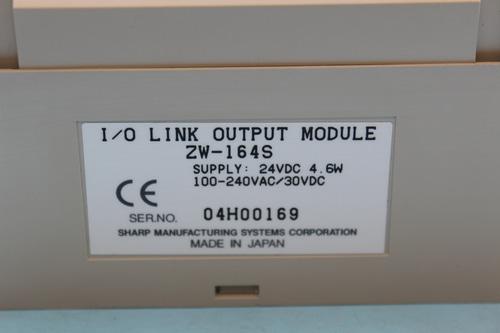 I/O LINK OUTPUT MODULE
ZW-164S
SUPPLY: 24VDC 4.6W
100-240VAC/30VDC
CE
SER.NO. 04H00169
SHARP MANUFACTURING SYSTEMS CORPORATION
MADE IN JAPAN